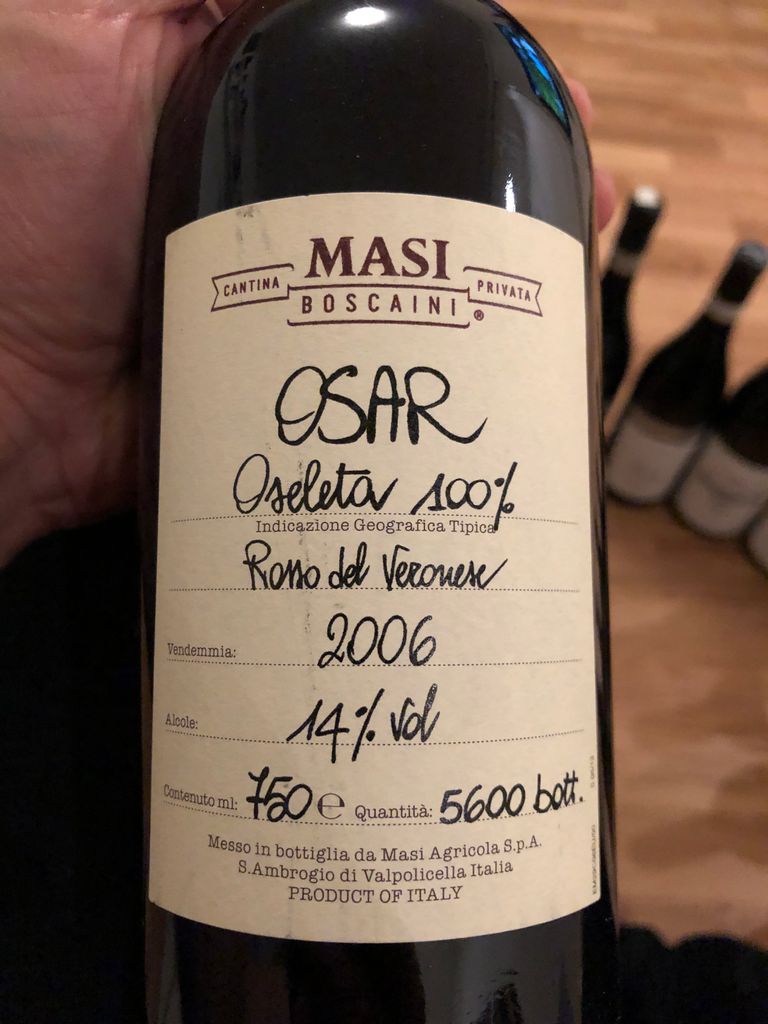 MASI
CANTINA BOSCAINI® PRIVATA
OSAR
Oseleta 100%
Indicazione Geografica Tipica
Rosso del Veronese
Vendemmia: 2006
Alcole: 14% vol
Contenuto ml: 750 ℮ Quantità: 5600 bott.
Messo in bottiglia da Masi Agricola S.p.A.
S.Ambrogio di Valpolicella Italia
PRODUCT OF ITALY